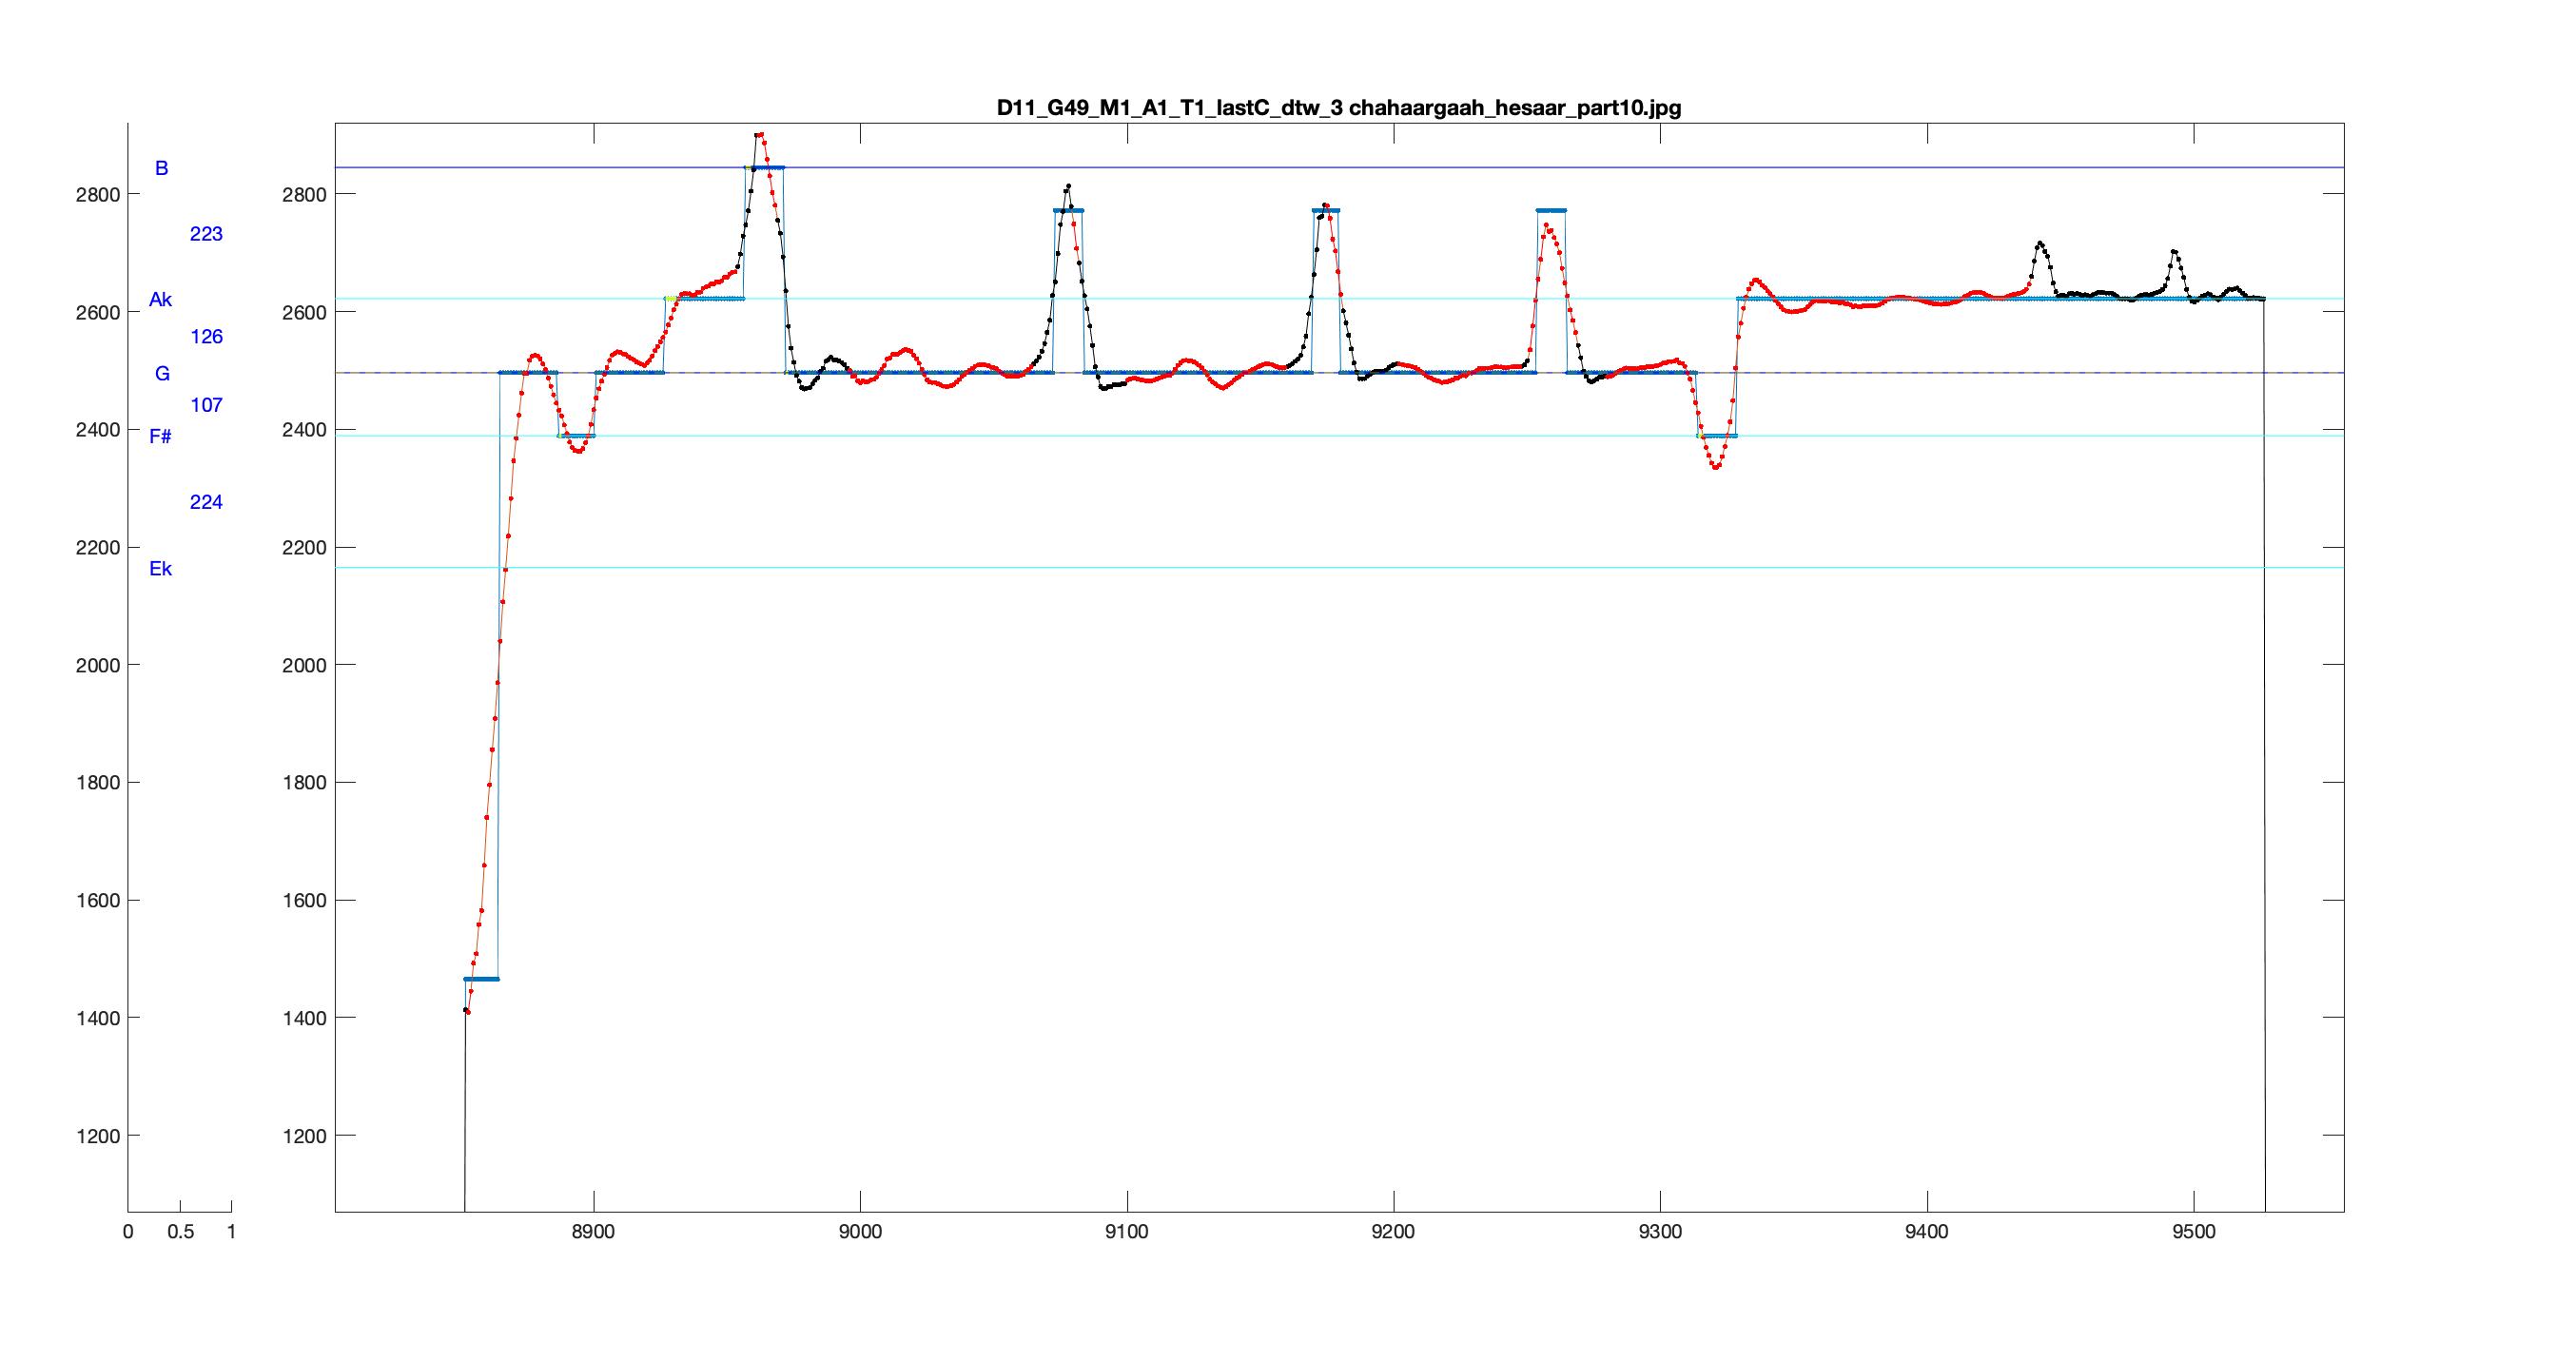 D11_G49_M1_A1_T1_lastC_dtw_3 chahaargaah_hesaar_part10.jpg
B
2800 2800
223
Ak
2600 2600
126
G
107
2400 F# 2400
224
2200 2200
Ek
2000 2000
1800 1800
1600 1600
1400 1400
1200 1200
0 0.5 1 8900 9000 9100 9200 9300 9400 9500